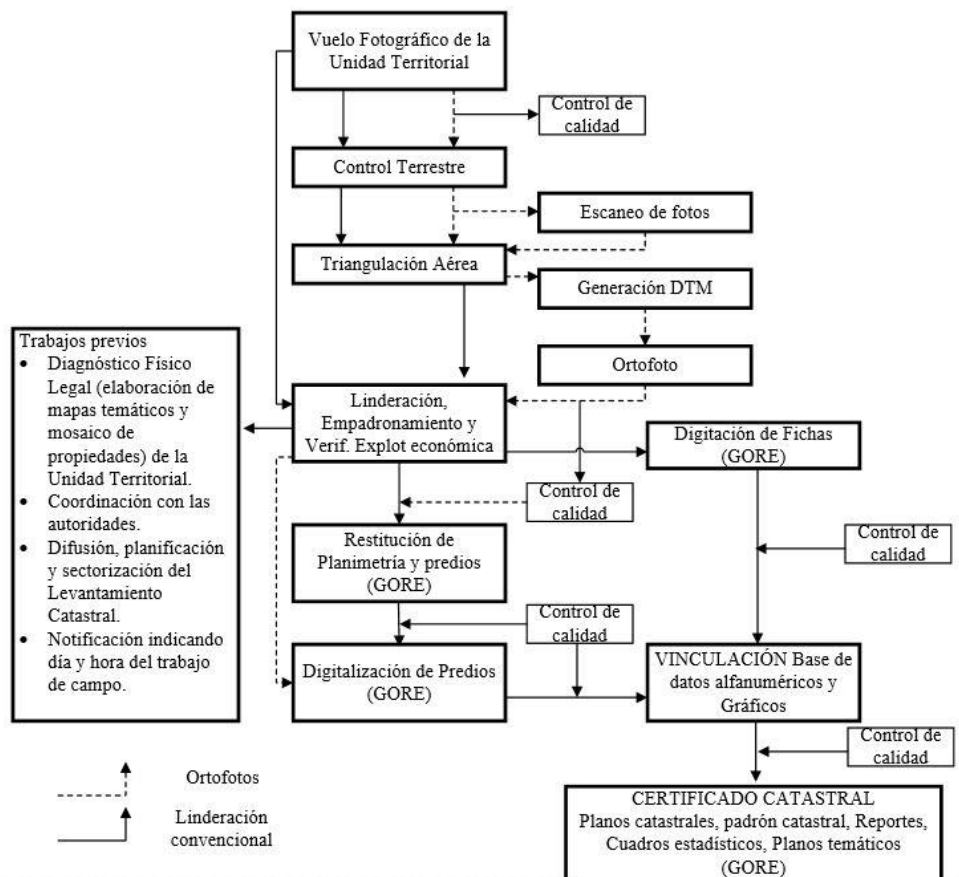 Vuelo Fotográfico de la
Unidad Territorial
Control de
calidad
Control Terrestre
Escaneo de fotos
Triangulación Aérea
Generación DTM
Ortofoto
Trabajos previos
• Diagnóstico Físico
Legal (elaboración de
mapas temáticos y
mosaico de
propiedades) de la
Unidad Territorial.
• Coordinación con las
autoridades.
• Difusión, planificación
y sectorización del
Levantamiento
Catastral.
• Notificación indicando
día y hora del trabajo
de campo.
Linderación,
Empadronamiento y
Verif. Explot económica
Digitación de Fichas
(GORE)
Control de
calidad
Restitución de
Planimetría y predios
(GORE)
Control de
calidad
Control de
calidad
Digitalización de Predios
(GORE)
VINCULACIÓN Base de
datos alfanuméricos y
Gráficos
Control de
calidad
Ortofotos
Linderación
convencional
CERTIFICADO CATASTRAL
Planos catastrales, padrón catastral, Reportes,
Cuadros estadísticos, Planos temáticos
(GORE)